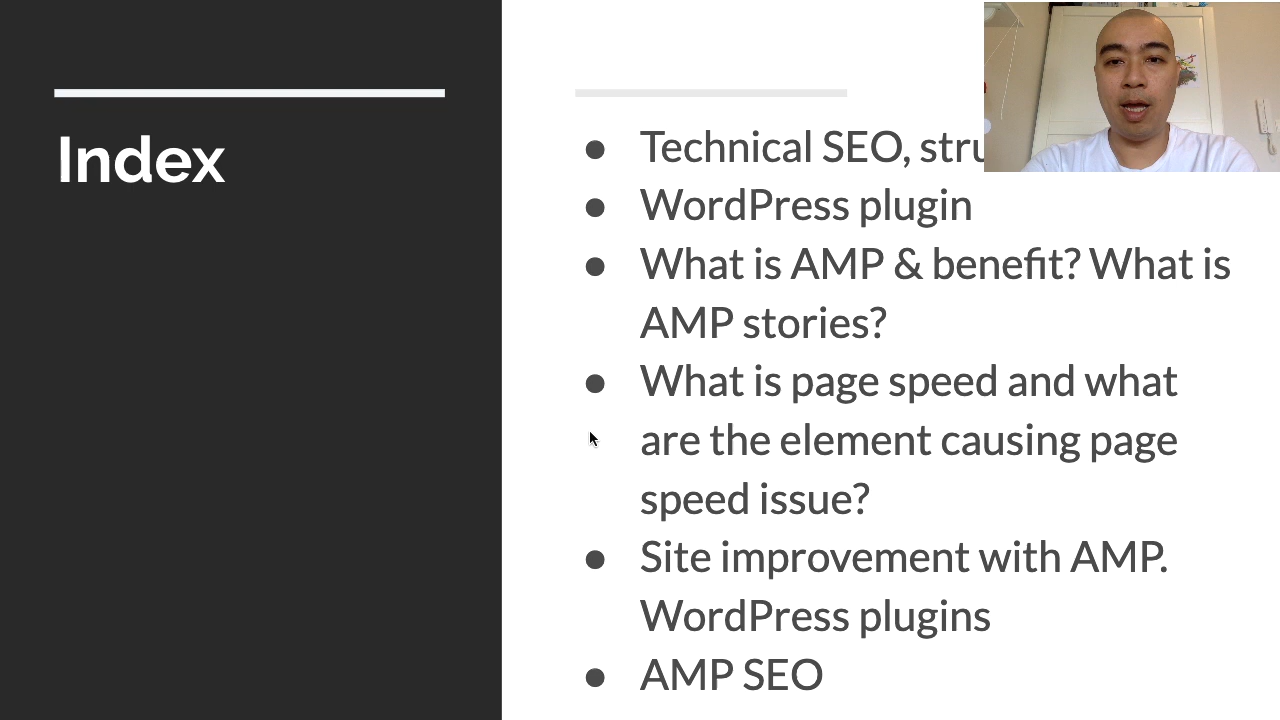 Index
● Technical SEO,
● WordPress plugin
● What is AMP & benefit? What is
AMP stories?
● What is page speed and what
are the element causing page
speed issue?
● Site improvement with AMP.
WordPress plugins
● AMP SEO